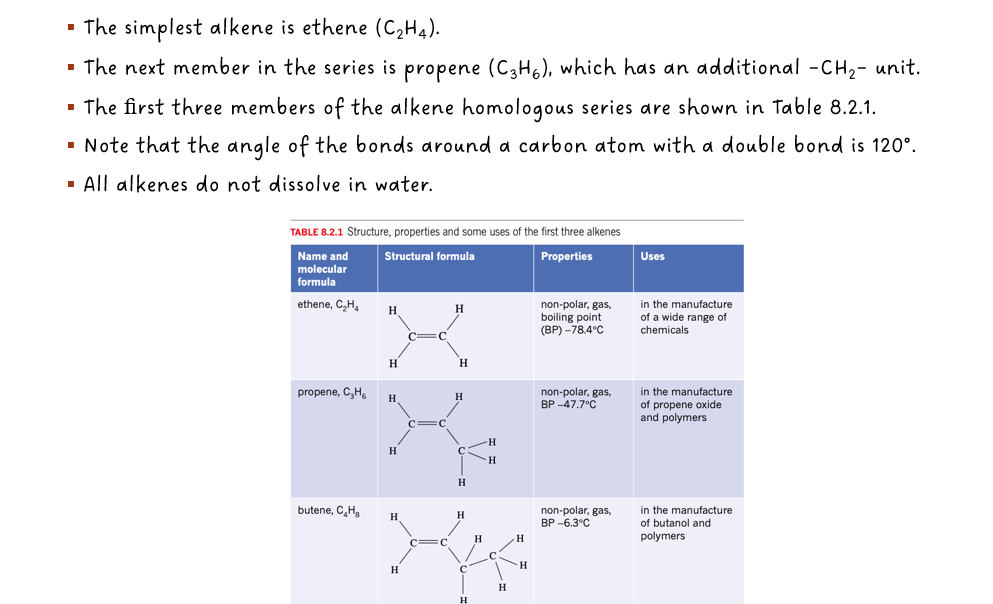 ▪ The simplest alkene is ethene (C₂H₄).
▪ The next member in the series is propene (C₃H₆), which has an additional -CH₂- unit.
▪ The first three members of the alkene homologous series are shown in Table 8.2.1.
▪ Note that the angle of the bonds around a carbon atom with a double bond is 120°.
▪ All alkenes do not dissolve in water.
TABLE 8.2.1 Structure, properties and some uses of the first three alkenes
Name and
molecular
formula
Structural formula
Properties
Uses
ethene, C₂H₄
H H
C=C
H H
non-polar, gas,
boiling point
(BP) –78.4°C
in the manufacture
of a wide range of
chemicals
propene, C₃H₆
H H
C=C
H C H
H
H
non-polar, gas,
BP –47.7°C
in the manufacture
of propene oxide
and polymers
butene, C₄H₈
H H
C=C H H
C H
H C
H
H
non-polar, gas,
BP –6.3°C
in the manufacture
of butanol and
polymers